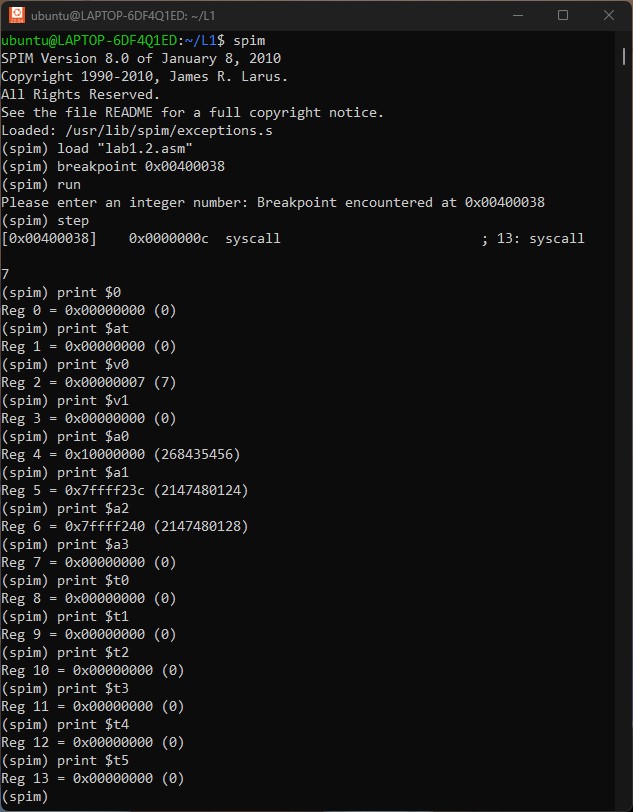 ubuntu@LAPTOP-6DF4Q1ED: ~/L1
ubuntu@LAPTOP-6DF4Q1ED:~/L1$ spim
SPIM Version 8.0 of January 8, 2010
Copyright 1990-2010, James R. Larus.
All Rights Reserved.
See the file README for a full copyright notice.
Loaded: /usr/lib/spim/exceptions.s
(spim) load "lab1.2.asm"
(spim) breakpoint 0x00400038
(spim) run
Please enter an integer number: Breakpoint encountered at 0x00400038
(spim) step
[0x00400038]    0x0000000c  syscall                         ; 13: syscall
7
(spim) print $0
Reg 0 = 0x00000000 (0)
(spim) print $at
Reg 1 = 0x00000000 (0)
(spim) print $v0
Reg 2 = 0x00000007 (7)
(spim) print $v1
Reg 3 = 0x00000000 (0)
(spim) print $a0
Reg 4 = 0x10000000 (268435456)
(spim) print $a1
Reg 5 = 0x7ffff23c (2147480124)
(spim) print $a2
Reg 6 = 0x7ffff240 (2147480128)
(spim) print $a3
Reg 7 = 0x00000000 (0)
(spim) print $t0
Reg 8 = 0x00000000 (0)
(spim) print $t1
Reg 9 = 0x00000000 (0)
(spim) print $t2
Reg 10 = 0x00000000 (0)
(spim) print $t3
Reg 11 = 0x00000000 (0)
(spim) print $t4
Reg 12 = 0x00000000 (0)
(spim) print $t5
Reg 13 = 0x00000000 (0)
(spim)